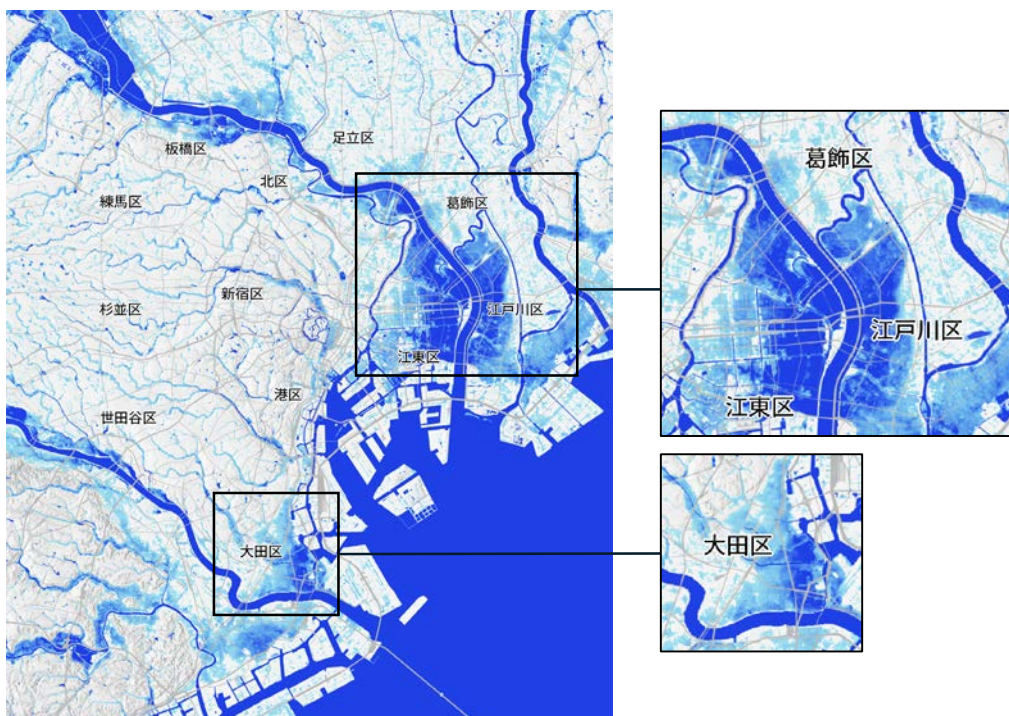 足立区
板橋区
北区
葛飾区
練馬区
新宿区
杉並区
江戸川区
江東区
港区
世田谷区
大田区
葛飾区
江戸川区
江東区
大田区